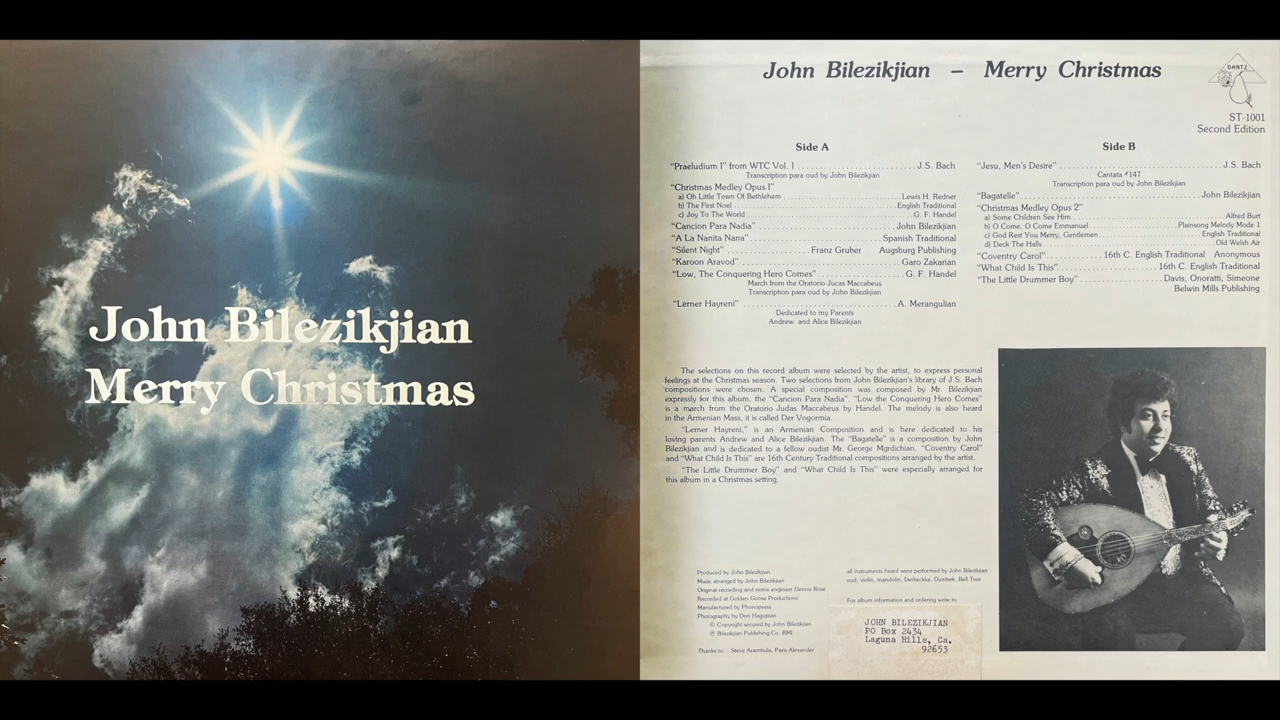 John Bilezikjian
Merry Christmas
John Bilezikjian – Merry Christmas
DANTZ
ST-1001
Second Edition
Side A
"Praeludium I" from WTC Vol. 1 J.S. Bach
Transcription para oud by John Bilezikjian
"Christmas Medley Opus I"
a) Oh Little Town Of Bethlehem Lewis H. Redner
b) The First Noel English Traditional
c) Joy To The World G. F. Handel
"Cancion Para Nadia" John Bilezikjian
"A La Nanita Nana" Spanish Traditional
"Silent Night" Franz Gruber Augsburg Publishing
"Karoon Aravod" Garo Zakarian
"Low, The Conquering Hero Comes" G. F. Handel
March from the Oratorio Jucas Maccabeus
Transcription para oud by John Bilezikjian
"Lerner Hayreni" A. Merangulian
Dedicated to my Parents
Andrew and Alice Bilezikjian
Side B
"Jesu, Men's Desire" J.S. Bach
Cantata #147
Transcription para oud by John Bilezikjian
"Bagatelle" John Bilezikjian
"Christmas Medley Opus 2"
a) Some Children See Him Alfred Burt
b) O Come, O Come Emmanuel Plainsong Melody Mode 1
c) God Rest You Merry, Gentlemen English Traditional
d) Deck The Halls Old Welsh Air
"Coventry Carol" 16th C. English Traditional Anonymous
"What Child Is This" 16th C. English Traditional
"The Little Drummer Boy" Davis, Onoratti, Simeone
Belwin Mills Publishing
The selections on this record album were selected by the artist, to express personal
feelings at the Christmas season. Two selections from John Bilezikjian's library of J.S. Bach
compositions were chosen. A special composition was composed by Mr. Bilezikjian
expressly for this album, the "Cancion Para Nadia". "Low the Conquering Hero Comes"
is a march from the Oratorio Judas Maccabeus by Handel. The melody is also heard
in the Armenian Mass, it is called Der Vogormia.
"Lerner Hayreni," is an Armenian Composition and is here dedicated to his
loving parents Andrew and Alice Bilezikjian. The "Bagatelle" is a composition by John
Bilezikjian and is dedicated to a fellow oudist Mr. George Mgrdichian. "Coventry Carol"
and "What Child Is This" are 16th Century Traditional compositions arranged by the artist.
"The Little Drummer Boy" and "What Child Is This" were especially arranged for
this album in a Christmas setting.
Produced by John Bilezikjian
Music arranged by John Bilezikjian
Original recording and remix engineer Dennis Rose
Recorded at Golden Goose Productions
Manufactured by Phonopress
Photography by Don Hagopian
© Copyright secured by John Bilezikjian
℗ Bilezikjian Publishing Co. BMI
Thanks to: Steve Arambula, Piera Alexander
all instruments heard were performed by John Bilezikjian
oud, violin, mandolin, Derbeckke, Dumbek, Bell Tree
For album information and ordering write to:
JOHN BILEZIKJIAN
PO Box 2434
Laguna Hills, Ca.
92653